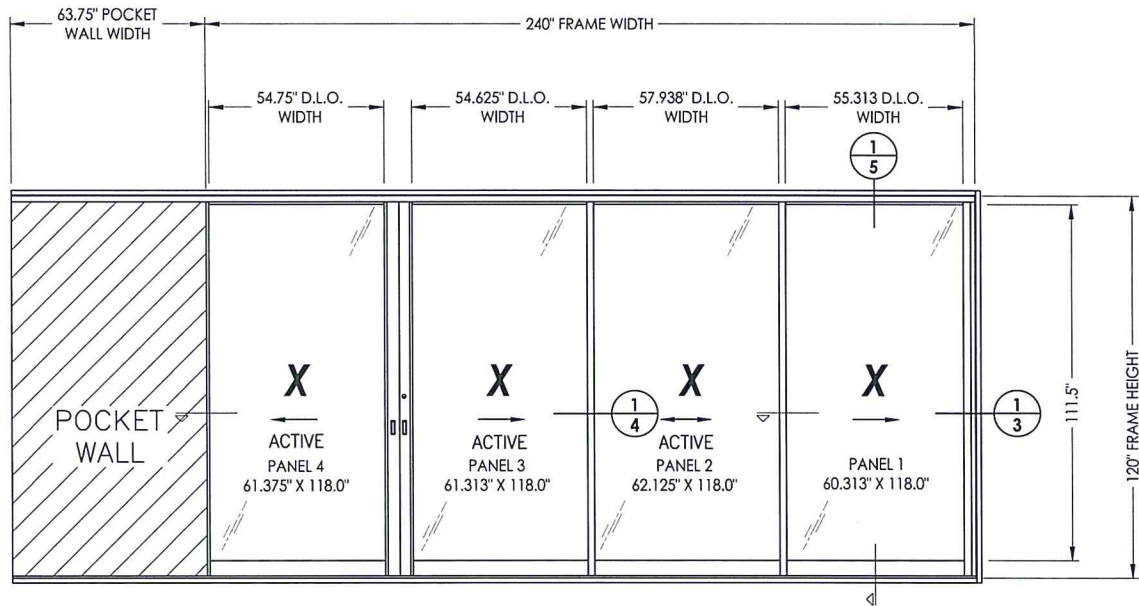 63.75" POCKET
WALL WIDTH
240" FRAME WIDTH
54.75" D.L.O.
WIDTH
54.625" D.L.O.
WIDTH
57.938" D.L.O.
WIDTH
55.313 D.L.O.
WIDTH
1
5
POCKET
WALL
X
ACTIVE
PANEL 4
61.375" X 118.0"
X
ACTIVE
PANEL 3
61.313" X 118.0"
1
4
X
ACTIVE
PANEL 2
62.125" X 118.0"
X
PANEL 1
60.313" X 118.0"
1
3
111.5"
120" FRAME HEIGHT